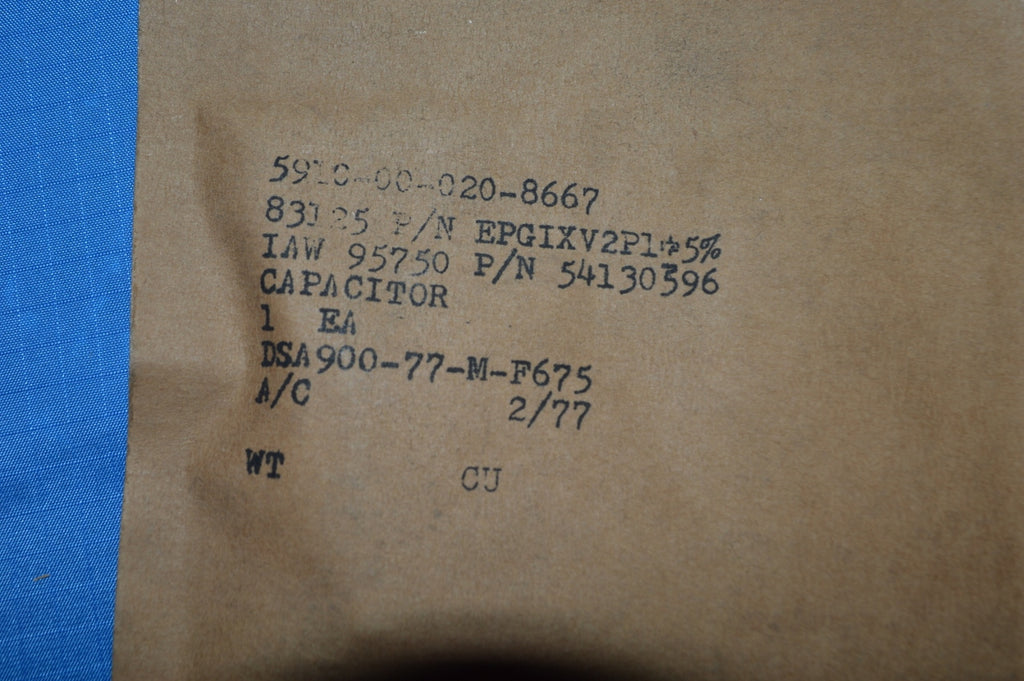 5910-00-020-8667
83125 P/N EPGIXV2P1±5%
IAW 95750 P/N 54130396
CAPACITOR
1 EA
DSA900-77-M-F675
A/C 2/77
WT CU